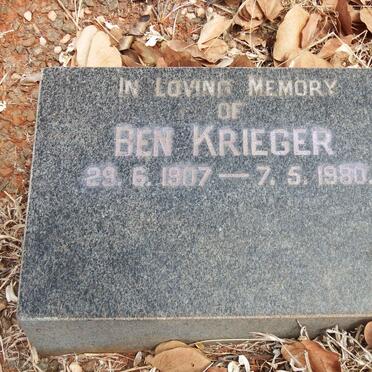 IN LOVING MEMORY
OF
BEN KRIEGER
29. 6. 1907 — 7. 5. 1980.